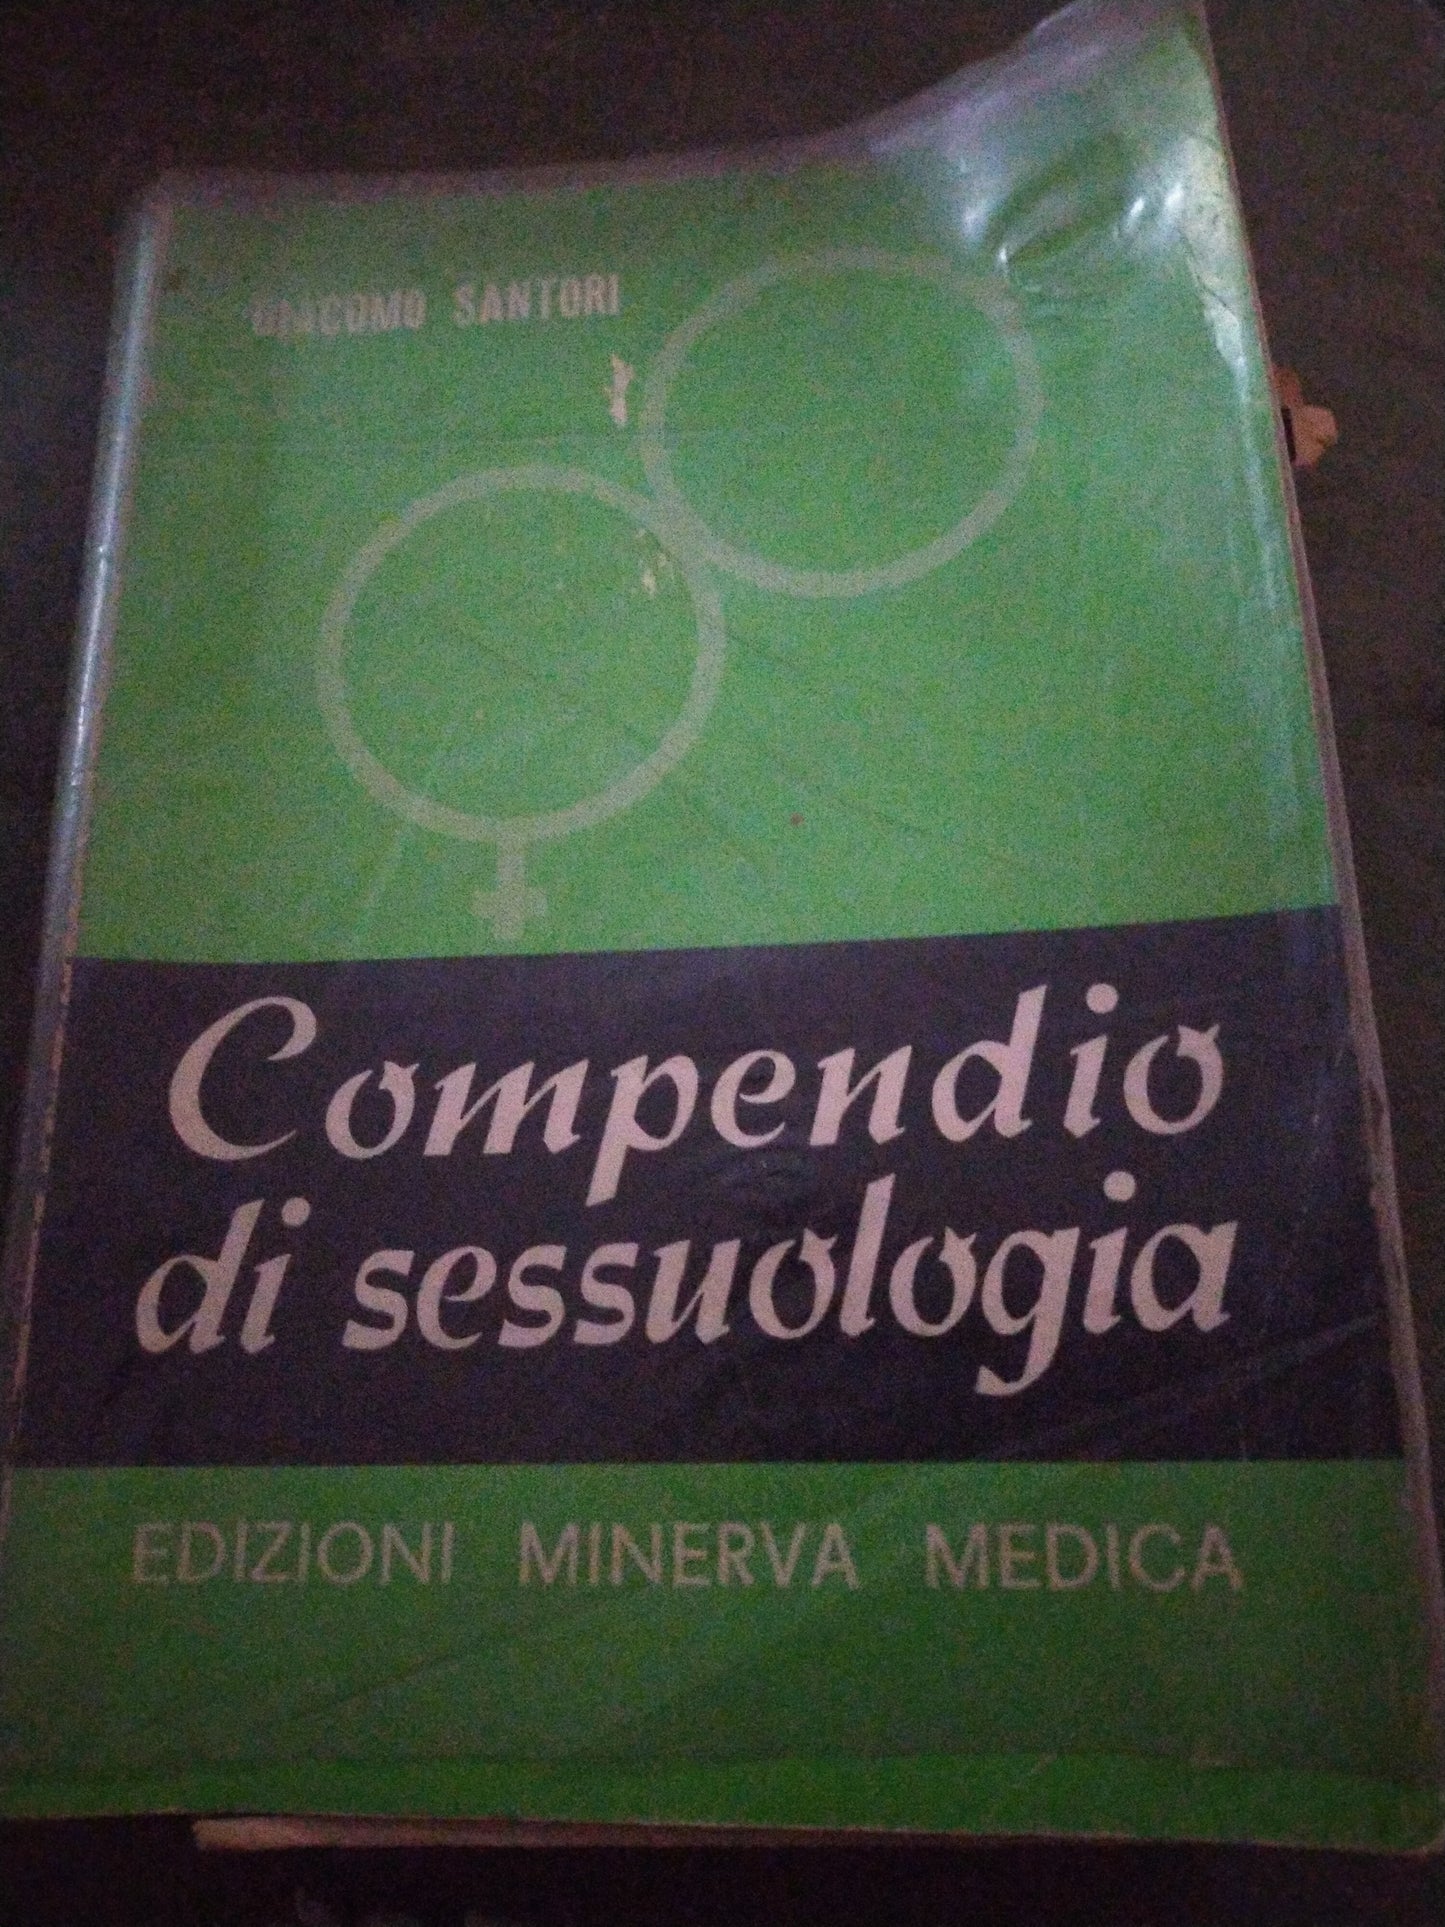 GIACOMO SANTORI
Compendio
di sessuologia
EDIZIONI MINERVA MEDICA